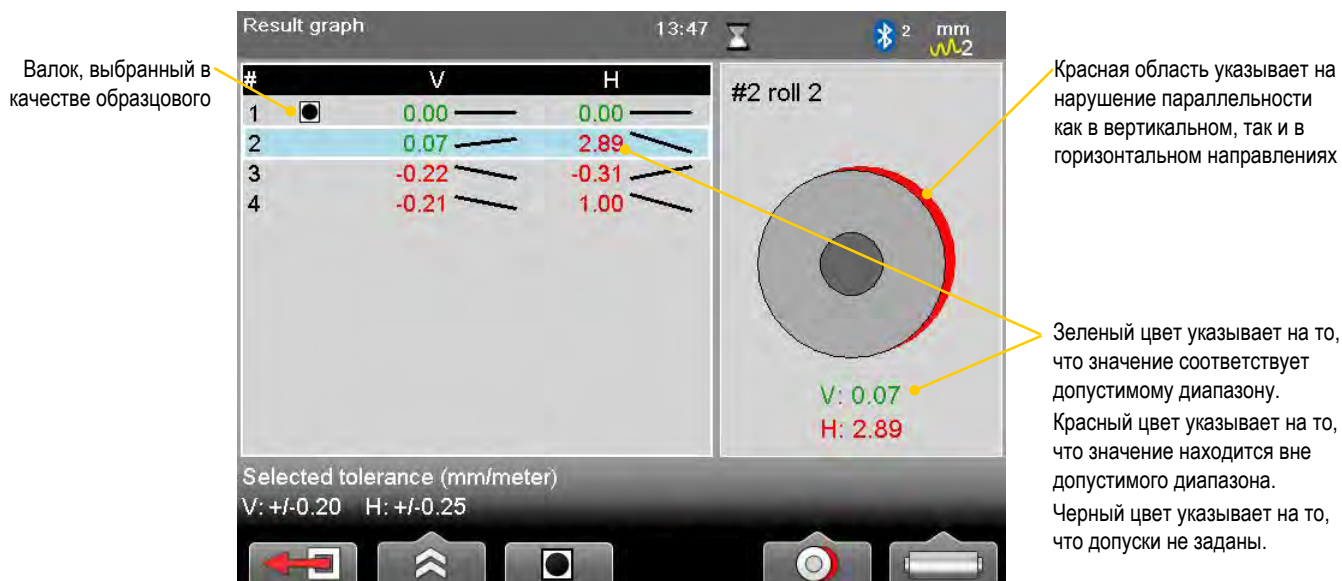 Result graph 13:47 2 mm
2
Валок, выбранный в
качестве образцового
# V H
1 0.00 0.00
2 0.07 2.89
3 -0.22 -0.31
4 -0.21 1.00
#2 roll 2
V: 0.07
H: 2.89
Selected tolerance (mm/meter)
V: +/-0.20 H: +/-0.25
Красная область указывает на
нарушение параллельности
как в вертикальном, так и в
горизонтальном направлениях
Зеленый цвет указывает на то,
что значение соответствует
допустимому диапазону.
Красный цвет указывает на то,
что значение находится вне
допустимого диапазона.
Черный цвет указывает на то,
что допуски не заданы.